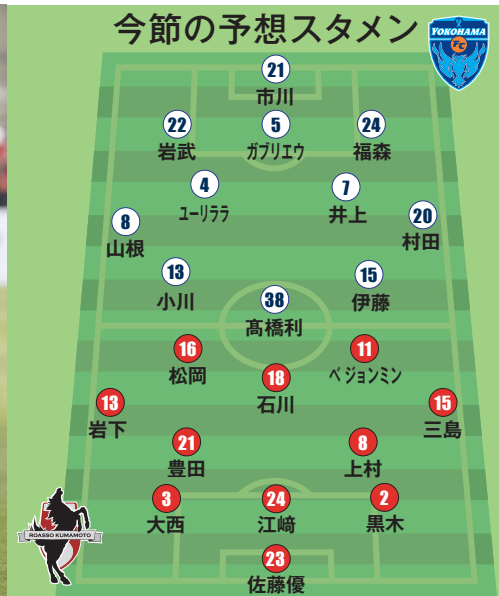 今節の予想スタメン
YOKOHAMA
FC
21
市川
22
岩武
5
ガブリエウ
24
福森
4
ユーリララ
7
井上
8
山根
20
村田
13
小川
15
伊藤
38
髙橋利
16
松岡
11
ベジョンミン
18
石川
13
岩下
15
三島
21
豊田
8
上村
3
大西
24
江﨑
2
黒木
23
佐藤優
ROASSO KUMAMOTO